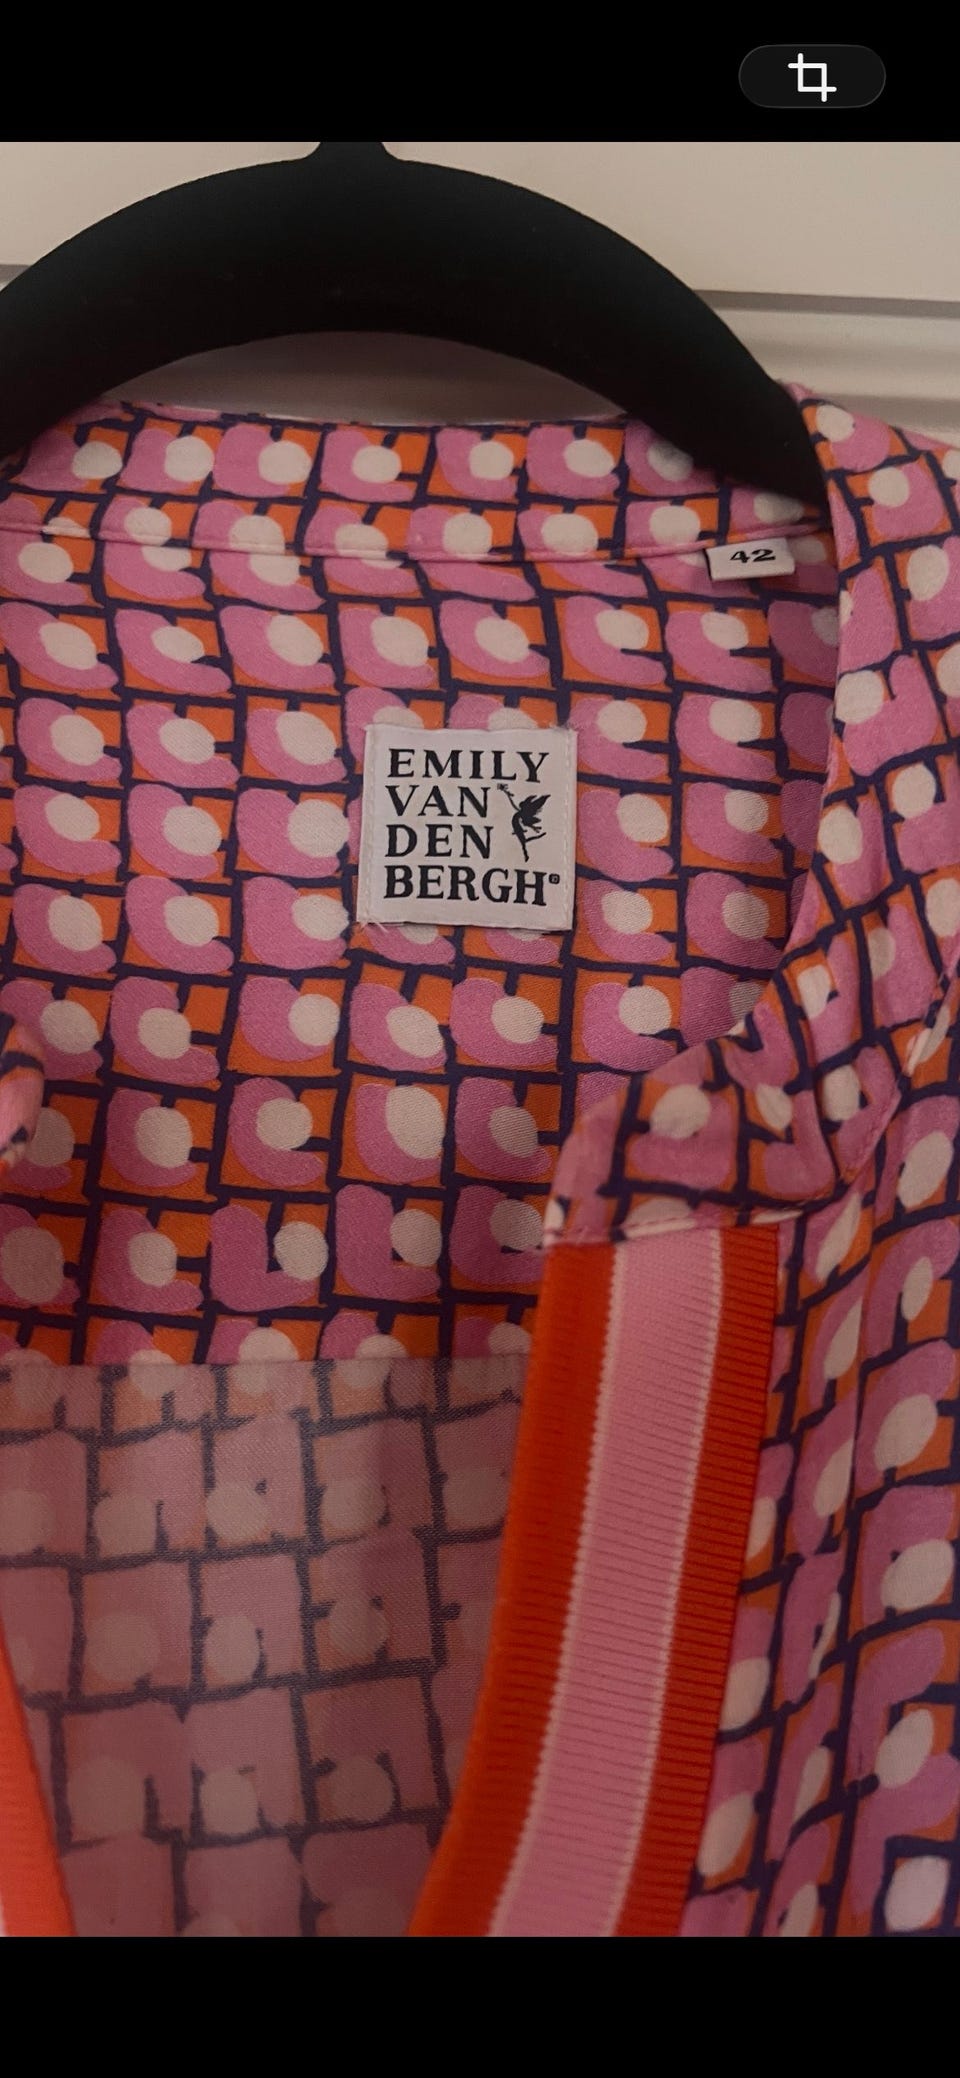 42
EMILY
VAN
DEN
BERGH®